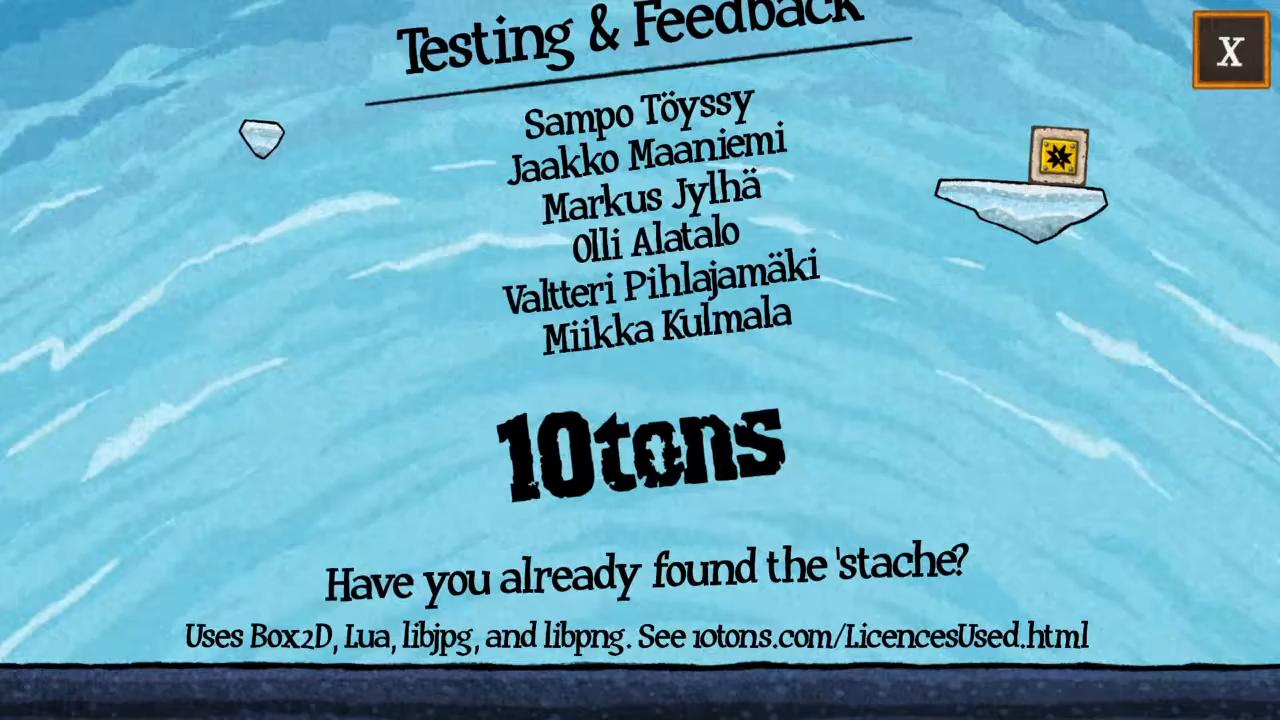 Testing & Feedback
X
Sampo Töyssy
Jaakko Maaniemi
Markus Jylhä
Olli Alatalo
Valtteri Pihlajamäki
Miikka Kulmala
10tons
Have you already found the 'stache?
Uses Box2D, Lua, libjpg, and libpng. See 10tons.com/LicencesUsed.html